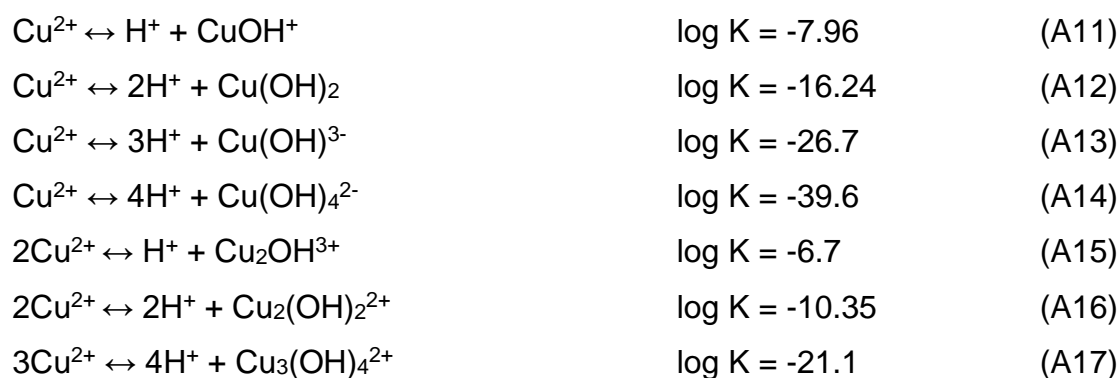 Cu²⁺ ↔ H⁺ + CuOH⁺ log K = -7.96 (A11)
Cu²⁺ ↔ 2H⁺ + Cu(OH)₂ log K = -16.24 (A12)
Cu²⁺ ↔ 3H⁺ + Cu(OH)³⁻ log K = -26.7 (A13)
Cu²⁺ ↔ 4H⁺ + Cu(OH)₄²⁻ log K = -39.6 (A14)
2Cu²⁺ ↔ H⁺ + Cu₂OH³⁺ log K = -6.7 (A15)
2Cu²⁺ ↔ 2H⁺ + Cu₂(OH)₂²⁺ log K = -10.35 (A16)
3Cu²⁺ ↔ 4H⁺ + Cu₃(OH)₄²⁺ log K = -21.1 (A17)